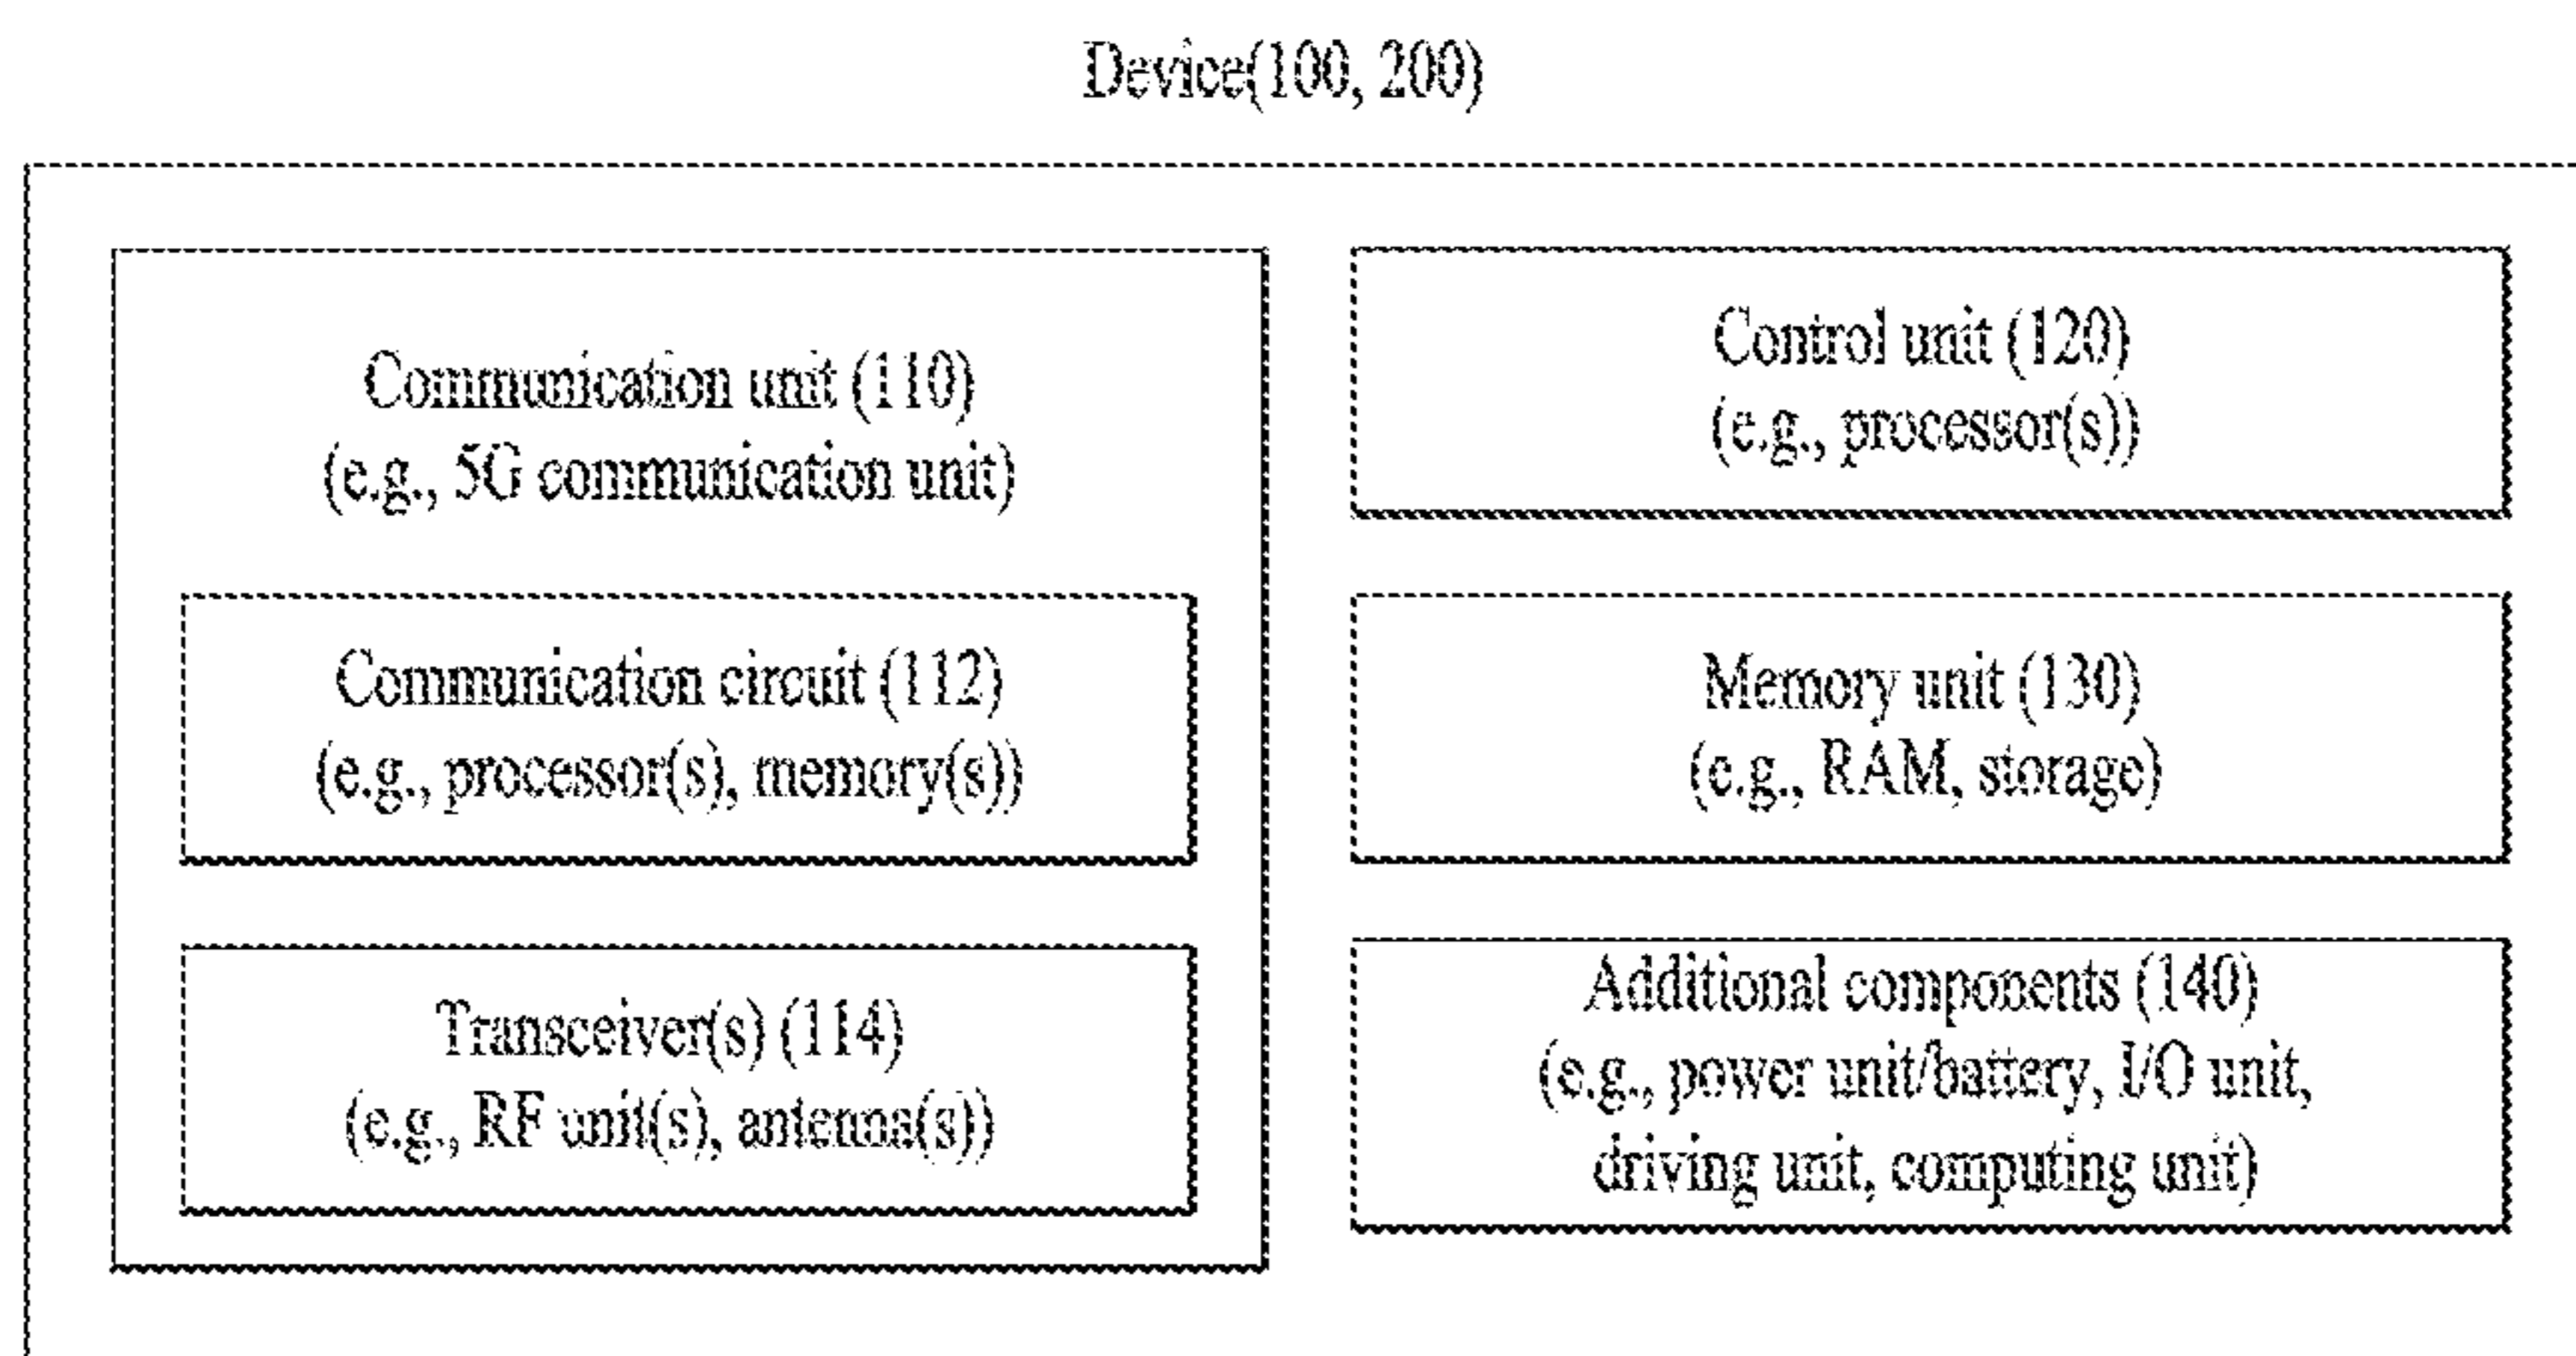 Device(100, 200)
Communication unit (110)
(e.g., 5G communication unit)
Communication circuit (112)
(e.g., processor(s), memory(s))
Transceiver(s) (114)
(e.g., RF unit(s), antenna(s))
Control unit (120)
(e.g., processor(s))
Memory unit (130)
(e.g., RAM, storage)
Additional components (140)
(e.g., power unit/battery, I/O unit,
driving unit, computing unit)